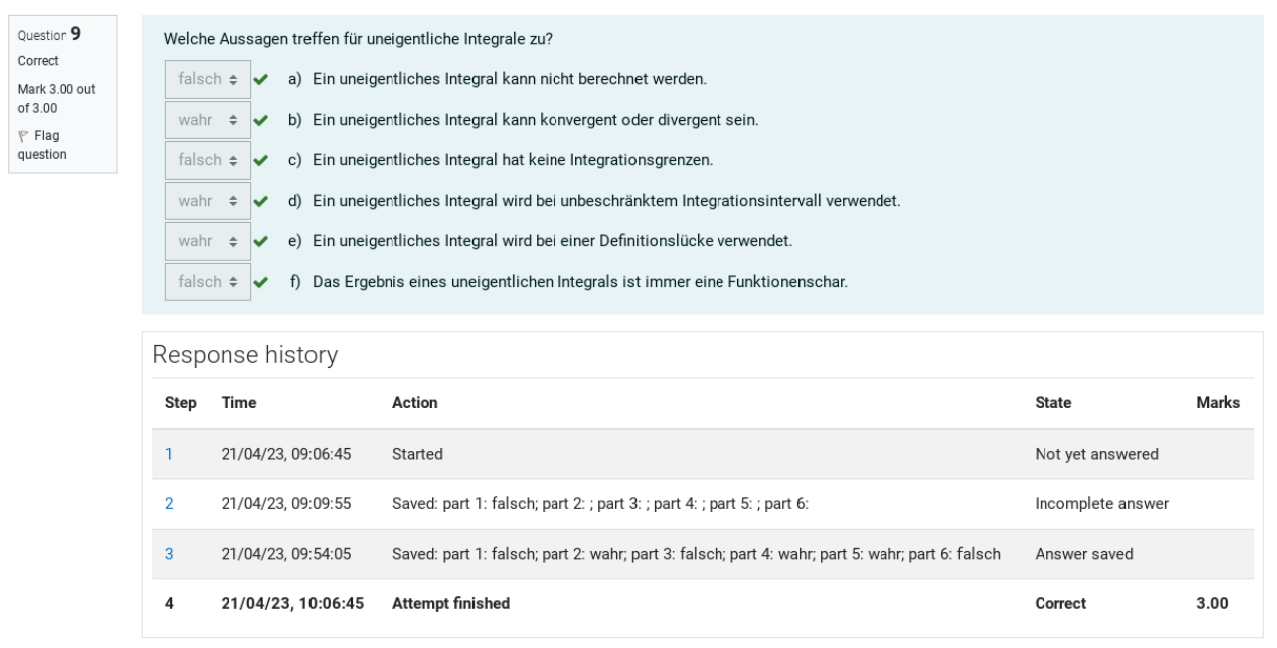 Question 9
Correct
Mark 3.00 out
of 3.00
Flag
question
Welche Aussagen treffen für uneigentliche Integrale zu?
falsch a) Ein uneigentliches Integral kann nicht berechnet werden.
wahr b) Ein uneigentliches Integral kann konvergent oder divergent sein.
falsch c) Ein uneigentliches Integral hat keine Integrationsgrenzen.
wahr d) Ein uneigentliches Integral wird bei unbeschränktem Integrationsintervall verwendet.
wahr e) Ein uneigentliches Integral wird bei einer Definitionslücke verwendet.
falsch f) Das Ergebnis eines uneigentlichen Integrals ist immer eine Funktionenschar.
Response history
Step Time Action State Marks
1 21/04/23, 09:06:45 Started Not yet answered
2 21/04/23, 09:09:55 Saved: part 1: falsch; part 2: ; part 3: ; part 4: ; part 5: ; part 6: Incomplete answer
3 21/04/23, 09:54:05 Saved: part 1: falsch; part 2: wahr; part 3: falsch; part 4: wahr; part 5: wahr; part 6: falsch Answer saved
4 21/04/23, 10:06:45 Attempt finished Correct 3.00